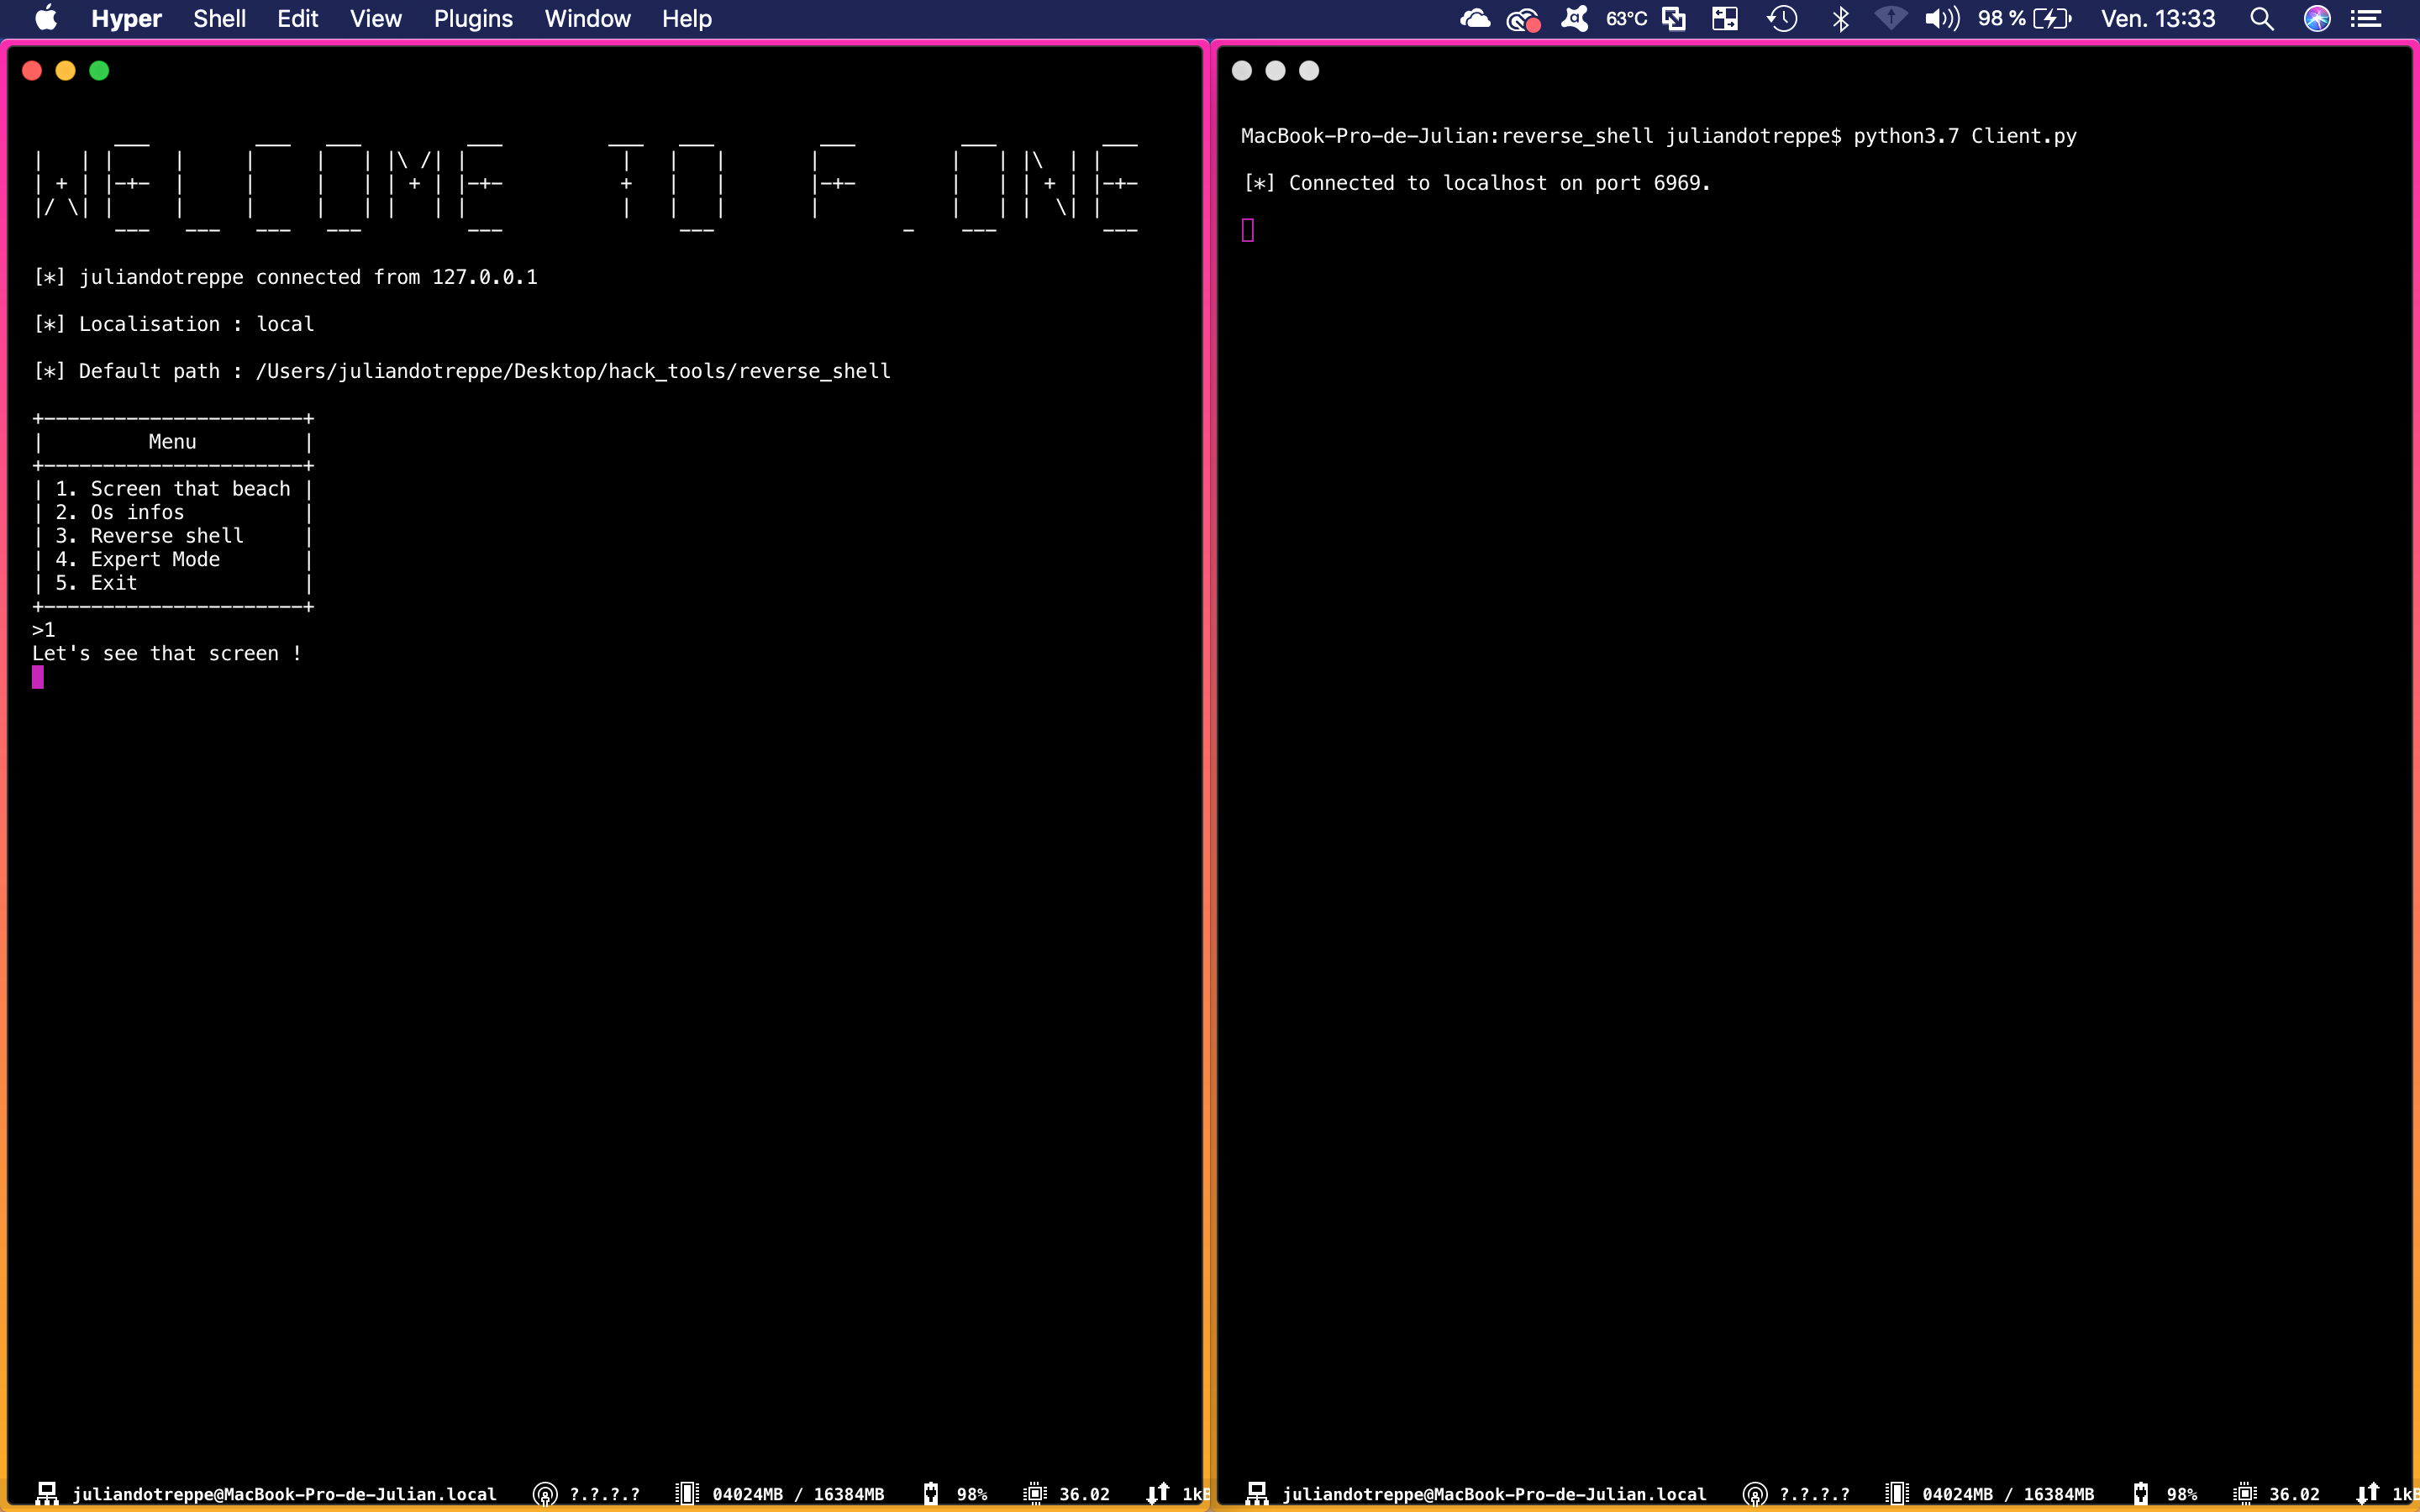 Hyper Shell Edit View Plugins Window Help 63°C 98 % Ven. 13:33
WELCOME TO F_ONE
[*] juliandotreppe connected from 127.0.0.1
[*] Localisation : local
[*] Default path : /Users/juliandotreppe/Desktop/hack_tools/reverse_shell
+----------------------+
| Menu |
+----------------------+
| 1. Screen that beach |
| 2. Os infos |
| 3. Reverse shell |
| 4. Expert Mode |
| 5. Exit |
+----------------------+
>1
Let's see that screen !
juliandotreppe@MacBook-Pro-de-Julian.local ?.?.?.? 04024MB / 16384MB 98% 36.02 1kB
MacBook-Pro-de-Julian:reverse_shell juliandotreppe$ python3.7 Client.py
[*] Connected to localhost on port 6969.
juliandotreppe@MacBook-Pro-de-Julian.local ?.?.?.? 04024MB / 16384MB 98% 36.02 1kB